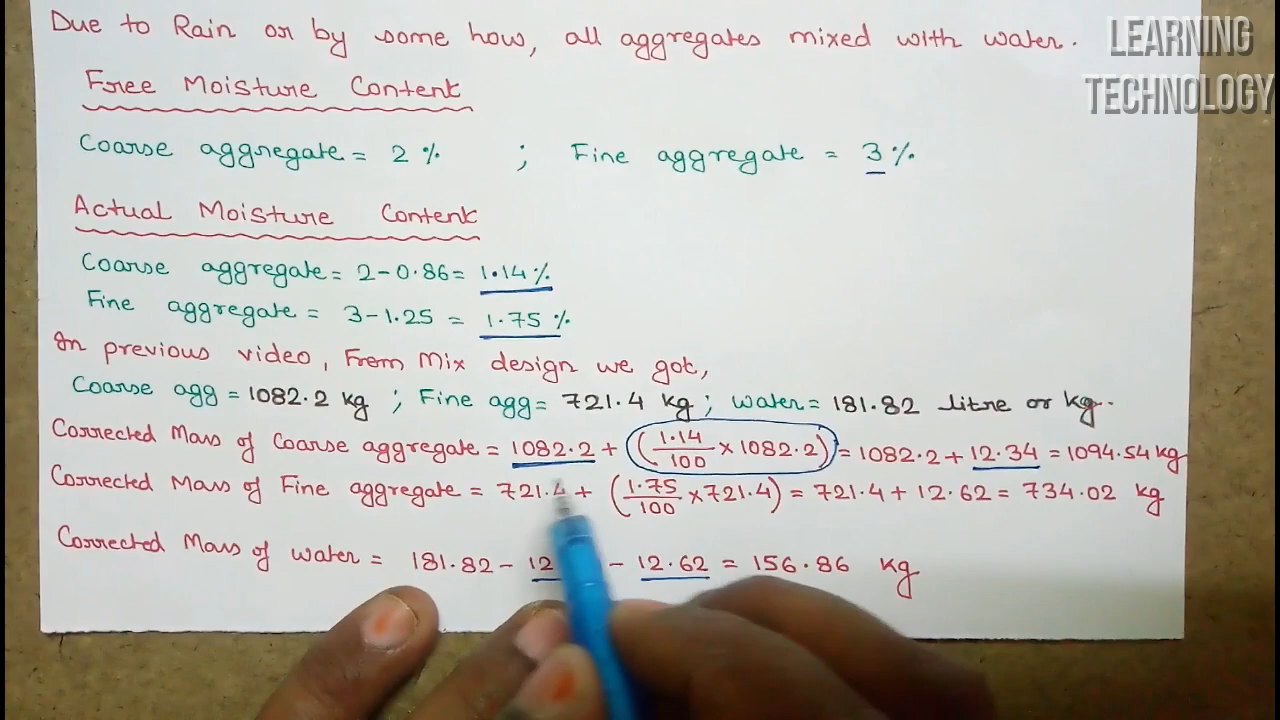 Due to Rain or by some how, all aggregates mixed with water.
LEARNING
TECHNOLOGY
Free Moisture Content
Coarse aggregate = 2 % ; Fine aggregate = 3 %
Actual Moisture Content
Coarse aggregate = 2 - 0.86 = 1.14 %
Fine aggregate = 3 - 1.25 = 1.75 %
In previous video, From Mix design we got,
Coarse agg = 1082.2 kg ; Fine agg = 721.4 kg ; water = 181.82 litre or kg.
Corrected Mass of Coarse aggregate = 1082.2 + (1.14/100 × 1082.2) = 1082.2 + 12.34 = 1094.54 kg
Corrected Mass of Fine aggregate = 721.4 + (1.75/100 × 721.4) = 721.4 + 12.62 = 734.02 kg
Corrected Mass of water = 181.82 - 12 - 12.62 = 156.86 kg